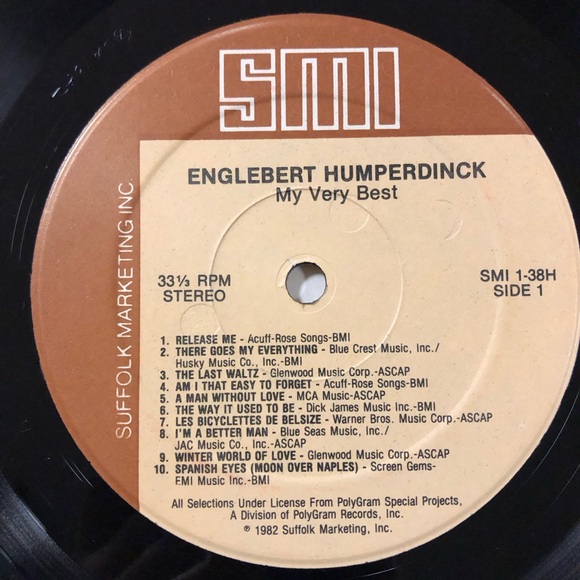 SMI
SUFFOLK MARKETING INC.
ENGLEBERT HUMPERDINCK
My Very Best
33⅓ RPM
STEREO
SMI 1-38H
SIDE 1
1. RELEASE ME - Acuff-Rose Songs-BMI
2. THERE GOES MY EVERYTHING - Blue Crest Music, Inc./
Husky Music Co., Inc.-BMI
3. THE LAST WALTZ - Glenwood Music Corp.-ASCAP
4. AM I THAT EASY TO FORGET - Acuff-Rose Songs-BMI
5. A MAN WITHOUT LOVE - MCA Music-ASCAP
6. THE WAY IT USED TO BE - Dick James Music Inc.-BMI
7. LES BICYCLETTES DE BELSIZE - Warner Bros. Music Corp.-ASCAP
8. I'M A BETTER MAN - Blue Seas Music, Inc./
JAC Music Co., Inc.-ASCAP
9. WINTER WORLD OF LOVE - Glenwood Music Corp.-ASCAP
10. SPANISH EYES (MOON OVER NAPLES) - Screen Gems-
EMI Music Inc.-BMI
All Selections Under License From PolyGram Special Projects,
A Division of PolyGram Records, Inc.
℗ 1982 Suffolk Marketing, Inc.